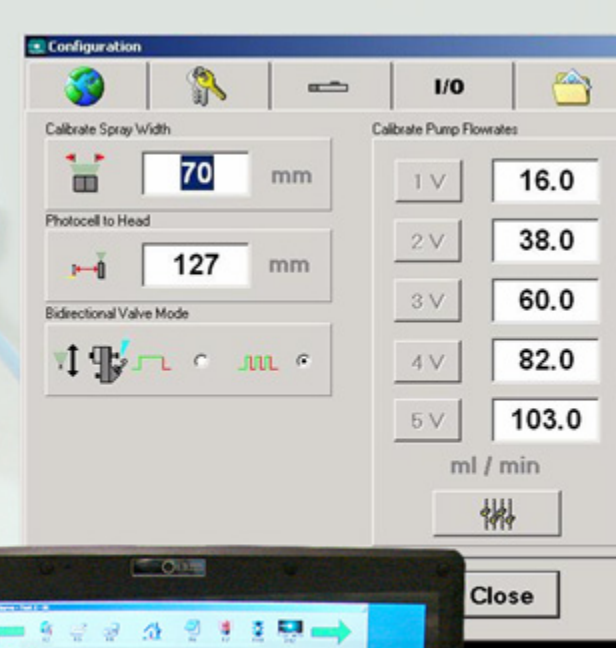 Configuration
I/O
Calibrate Spray Width
70 mm
Photocell to Head
127 mm
Bidirectional Valve Mode
Calibrate Pump Flowrates
1 V 16.0
2 V 38.0
3 V 60.0
4 V 82.0
5 V 103.0
ml / min
Close